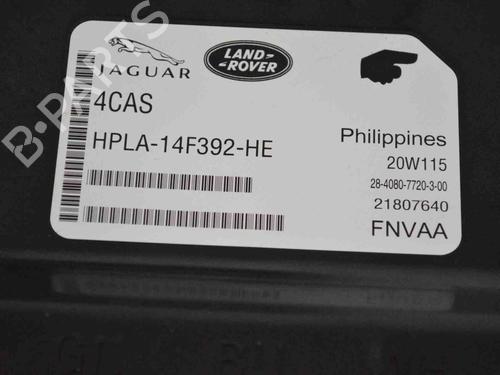 JAGUAR
LAND-
-ROVER
4CAS
HPLA-14F392-HE
Philippines
20W115
28-4080-7720-3-00
21807640
FNVAA
B-PARTS